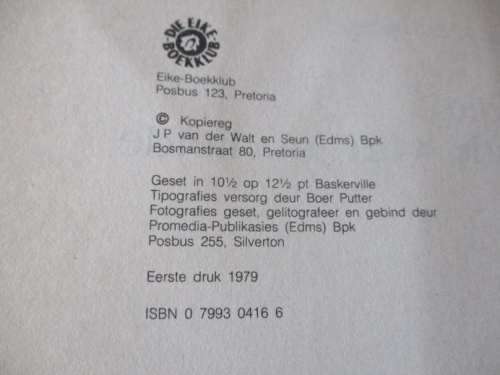 DIE EIKE-BOEKKLUB
Eike-Boekklub
Posbus 123, Pretoria
© Kopiereg
J P van der Walt en Seun (Edms) Bpk
Bosmanstraat 80, Pretoria
Geset in 10½ op 12½ pt Baskerville
Tipografies versorg deur Boer Putter
Fotografies geset, gelitografeer en gebind deur
Promedia-Publikasies (Edms) Bpk
Posbus 255, Silverton
Eerste druk 1979
ISBN 0 7993 0416 6